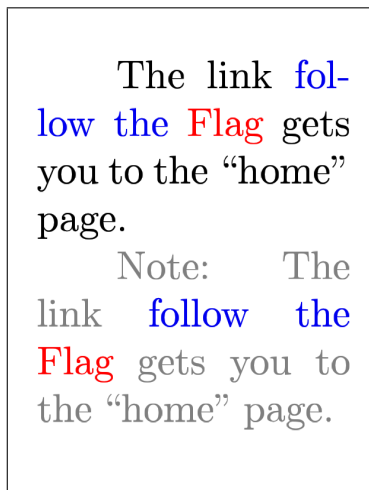 The link fol-
low the Flag gets
you to the “home”
page.
Note: The
link follow the
Flag gets you to
the “home” page.